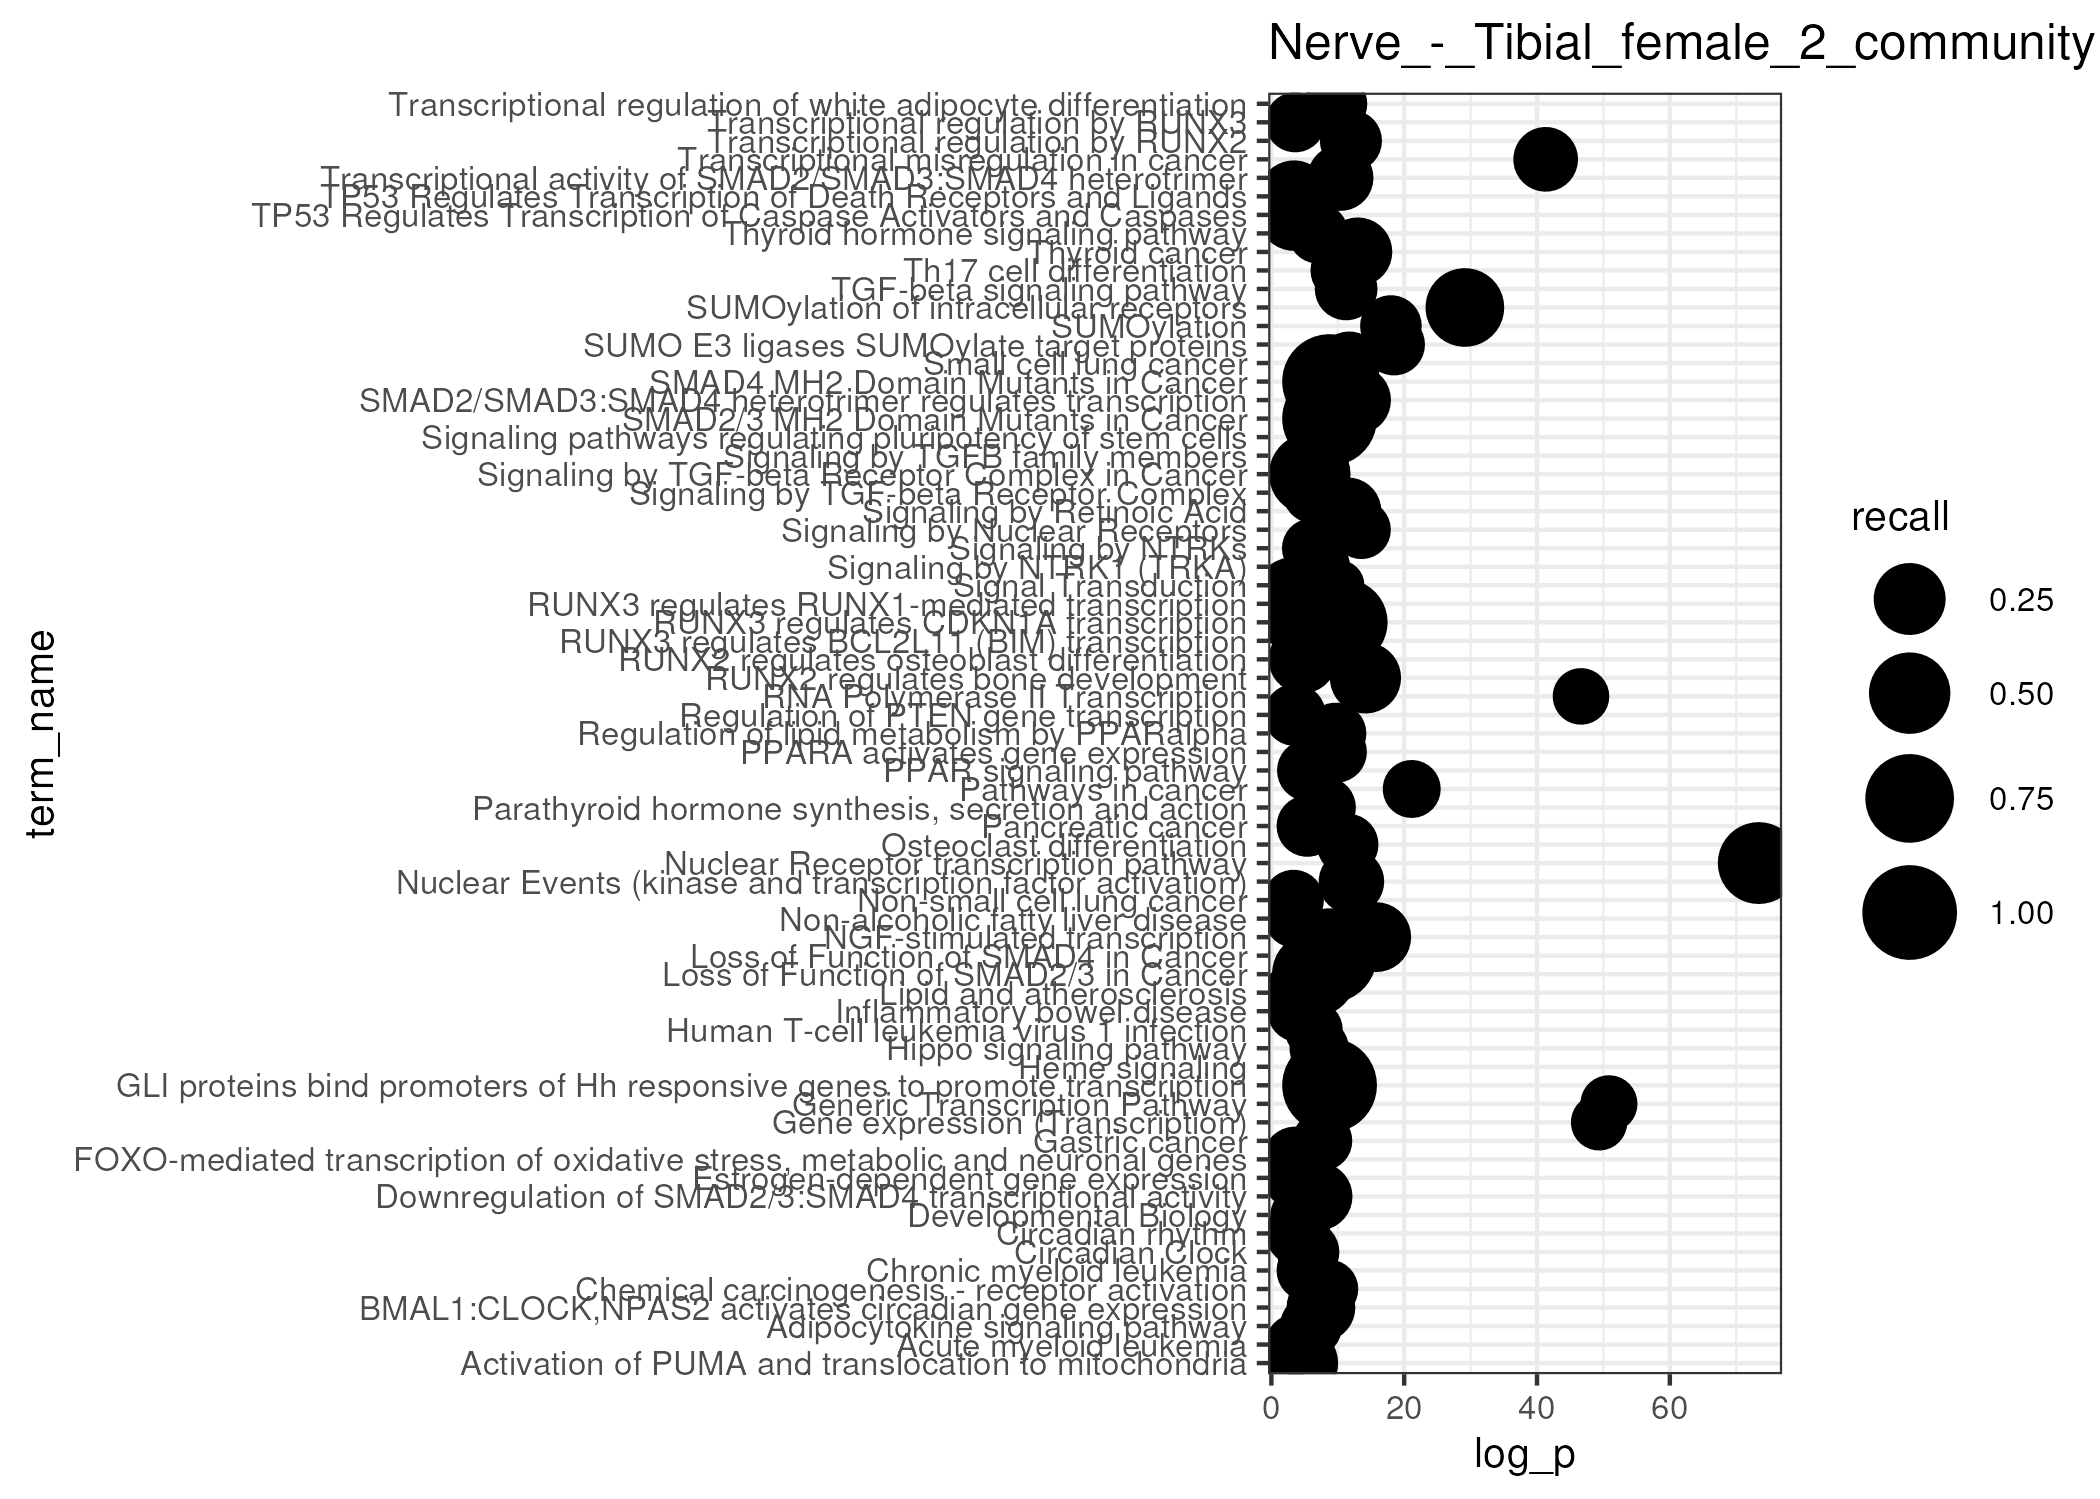 Nerve_-_Tibial_female_2_community
term_name
Transcriptional regulation of white adipocyte differentiation
Transcriptional regulation by RUNX3
Transcriptional regulation by RUNX2
Transcriptional misregulation in cancer
Transcriptional activity of SMAD2/SMAD3:SMAD4 heterotrimer
TP53 Regulates Transcription of Death Receptors and Ligands
TP53 Regulates Transcription of Caspase Activators and Caspases
Thyroid hormone signaling pathway
Thyroid cancer
Th17 cell differentiation
TGF-beta signaling pathway
SUMOylation of intracellular receptors
SUMOylation
SUMO E3 ligases SUMOylate target proteins
Small cell lung cancer
SMAD4 MH2 Domain Mutants in Cancer
SMAD2/SMAD3:SMAD4 heterotrimer regulates transcription
SMAD2/3 MH2 Domain Mutants in Cancer
Signaling pathways regulating pluripotency of stem cells
Signaling by TGFB family members
Signaling by TGF-beta Receptor Complex in Cancer
Signaling by TGF-beta Receptor Complex
Signaling by Retinoic Acid
Signaling by Nuclear Receptors
Signaling by NTRKs
Signaling by NTRK1 (TRKA)
Signal Transduction
RUNX3 regulates RUNX1-mediated transcription
RUNX3 regulates CDKN1A transcription
RUNX3 regulates BCL2L11 (BIM) transcription
RUNX2 regulates osteoblast differentiation
RUNX2 regulates bone development
RNA Polymerase II Transcription
Regulation of PTEN gene transcription
Regulation of lipid metabolism by PPARalpha
PPARA activates gene expression
PPAR signaling pathway
Pathways in cancer
Parathyroid hormone synthesis, secretion and action
Pancreatic cancer
Osteoclast differentiation
Nuclear Receptor transcription pathway
Nuclear Events (kinase and transcription factor activation)
Non-small cell lung cancer
Non-alcoholic fatty liver disease
NGF-stimulated transcription
Loss of Function of SMAD4 in Cancer
Loss of Function of SMAD2/3 in Cancer
Lipid and atherosclerosis
Inflammatory bowel disease
Human T-cell leukemia virus 1 infection
Hippo signaling pathway
Heme signaling
GLI proteins bind promoters of Hh responsive genes to promote transcription
Generic Transcription Pathway
Gene expression (Transcription)
Gastric cancer
FOXO-mediated transcription of oxidative stress, metabolic and neuronal genes
Estrogen-dependent gene expression
Downregulation of SMAD2/3:SMAD4 transcriptional activity
Developmental Biology
Circadian rhythm
Circadian Clock
Chronic myeloid leukemia
Chemical carcinogenesis - receptor activation
BMAL1:CLOCK,NPAS2 activates circadian gene expression
Adipocytokine signaling pathway
Acute myeloid leukemia
Activation of PUMA and translocation to mitochondria
0 20 40 60
log_p
recall
0.25
0.50
0.75
1.00